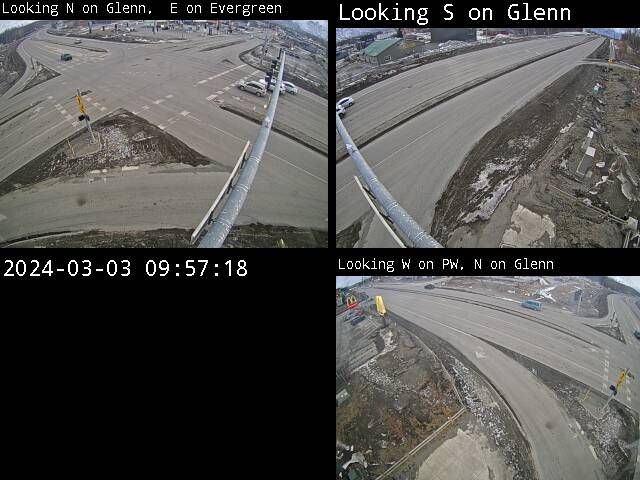 Looking N on Glenn,  E on Evergreen
Looking S on Glenn
2024-03-03 09:57:18
Looking W on PW, N on Glenn